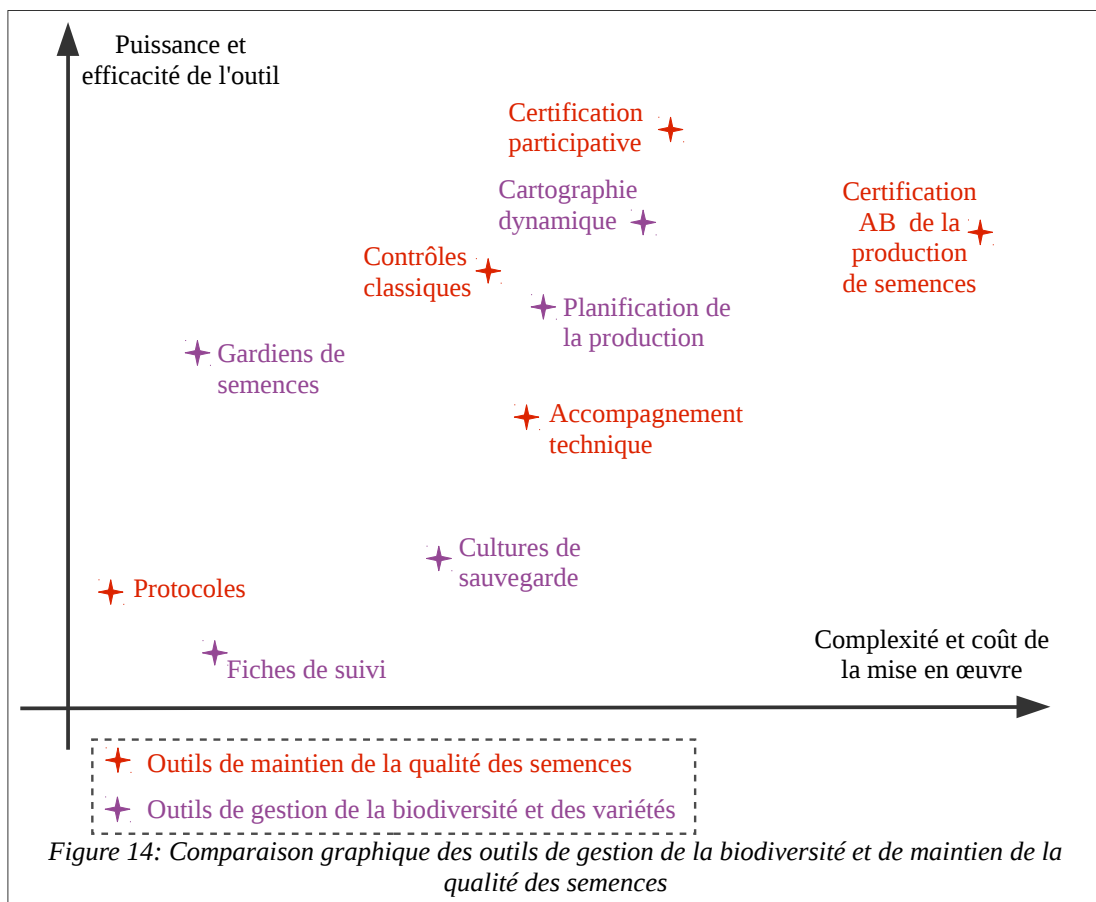 Puissance et
efficacité de l'outil
Certification
participative
Cartographie
dynamique
Certification
AB de la
production
de semences
Contrôles
classiques
Planification de
la production
Gardiens de
semences
Accompagnement
technique
Cultures de
sauvegarde
Protocoles
Fiches de suivi
Complexité et coût de
la mise en œuvre
Outils de maintien de la qualité des semences
Outils de gestion de la biodiversité et des variétés
Figure 14: Comparaison graphique des outils de gestion de la biodiversité et de maintien de la
qualité des semences